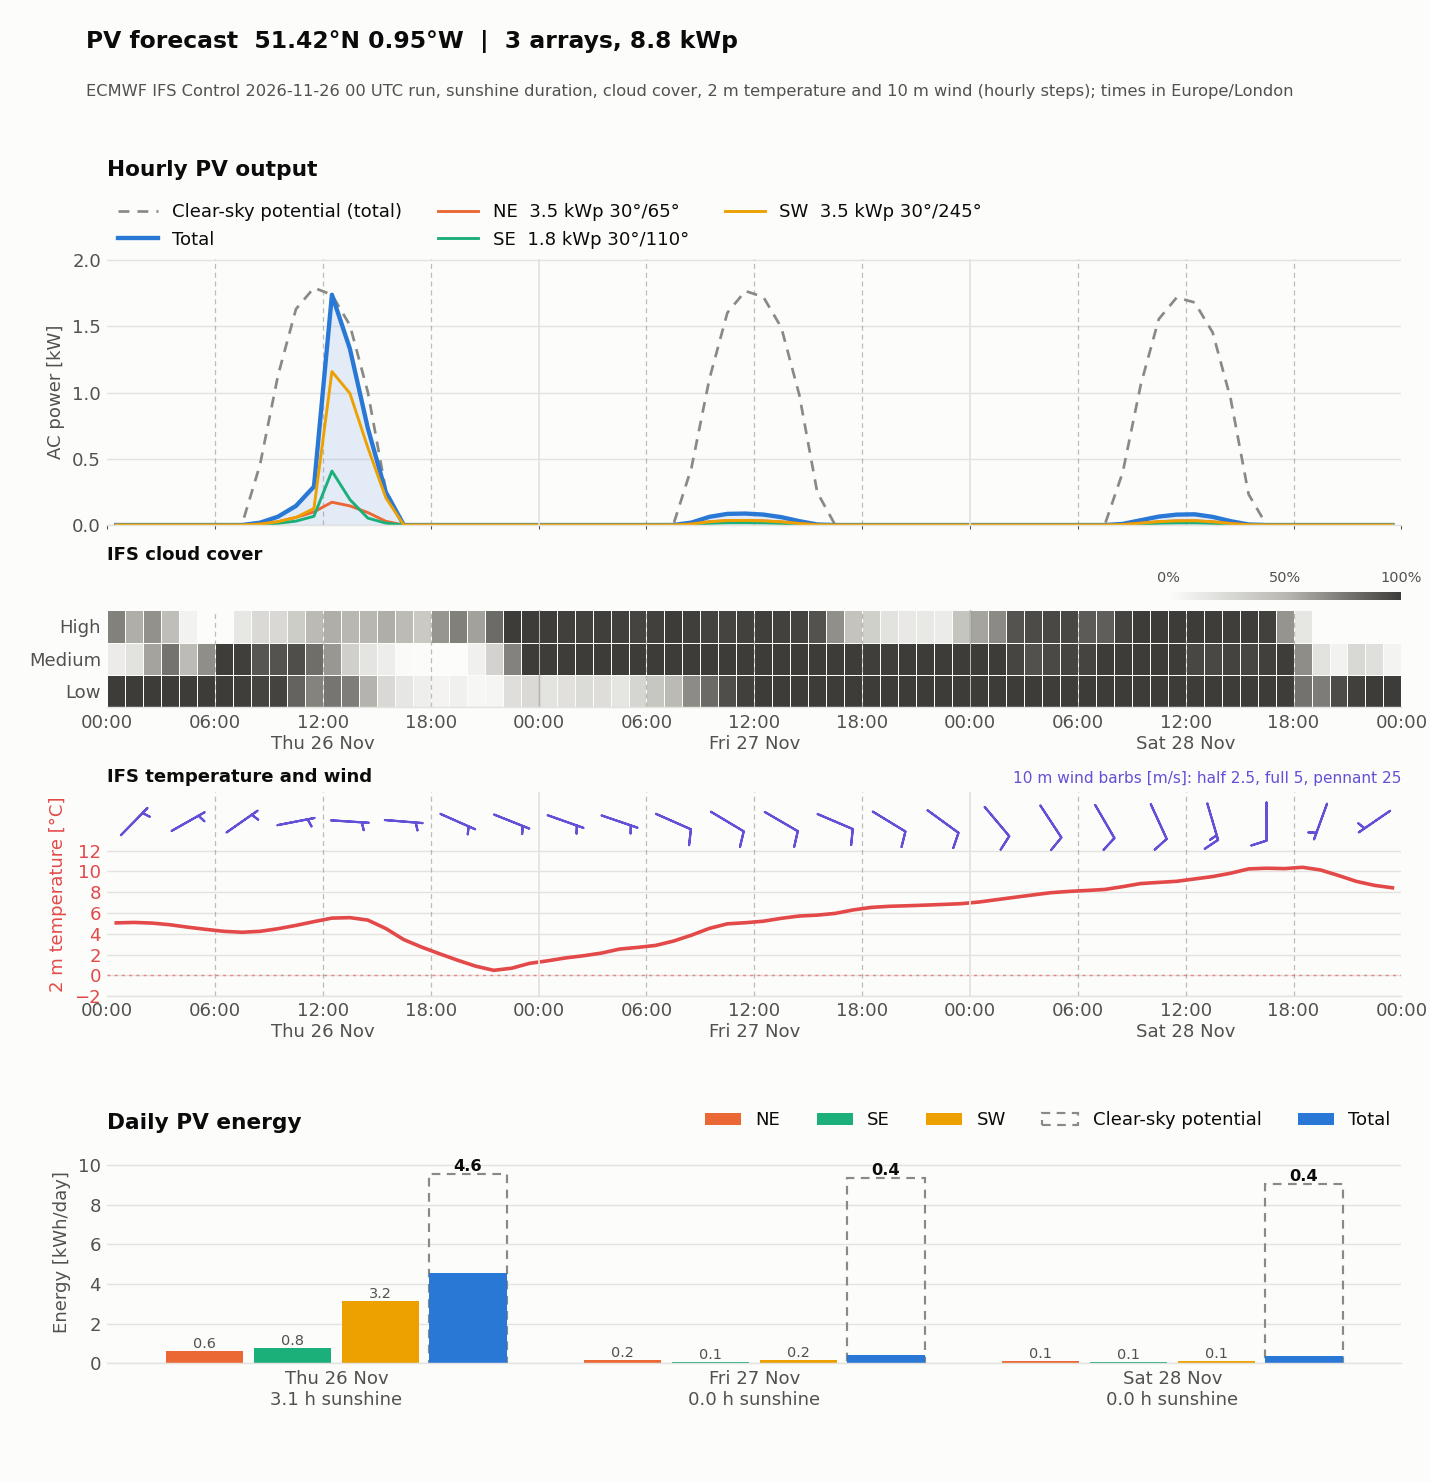 PV forecast  51.42°N 0.95°W  |  3 arrays, 8.8 kWp
ECMWF IFS Control 2026-11-26 00 UTC run, sunshine duration, cloud cover, 2 m temperature and 10 m wind (hourly steps); times in Europe/London
Hourly PV output
Clear-sky potential (total)
Total
NE  3.5 kWp 30°/65°
SE  1.8 kWp 30°/110°
SW  3.5 kWp 30°/245°
AC power [kW]
2.0
1.5
1.0
0.5
0.0
IFS cloud cover
0% 50% 100%
High
Medium
Low
00:00 06:00 12:00 18:00 00:00 06:00 12:00 18:00 00:00 06:00 12:00 18:00 00:00
Thu 26 Nov Fri 27 Nov Sat 28 Nov
IFS temperature and wind
10 m wind barbs [m/s]: half 2.5, full 5, pennant 25
2 m temperature [°C]
12
10
8
6
4
2
0
−2
00:00 06:00 12:00 18:00 00:00 06:00 12:00 18:00 00:00 06:00 12:00 18:00 00:00
Thu 26 Nov Fri 27 Nov Sat 28 Nov
Daily PV energy
NE SE SW Clear-sky potential Total
Energy [kWh/day]
10
8
6
4
2
0
0.6 0.8 3.2 4.6
0.2 0.1 0.2 0.4
0.1 0.1 0.1 0.4
Thu 26 Nov
3.1 h sunshine
Fri 27 Nov
0.0 h sunshine
Sat 28 Nov
0.0 h sunshine